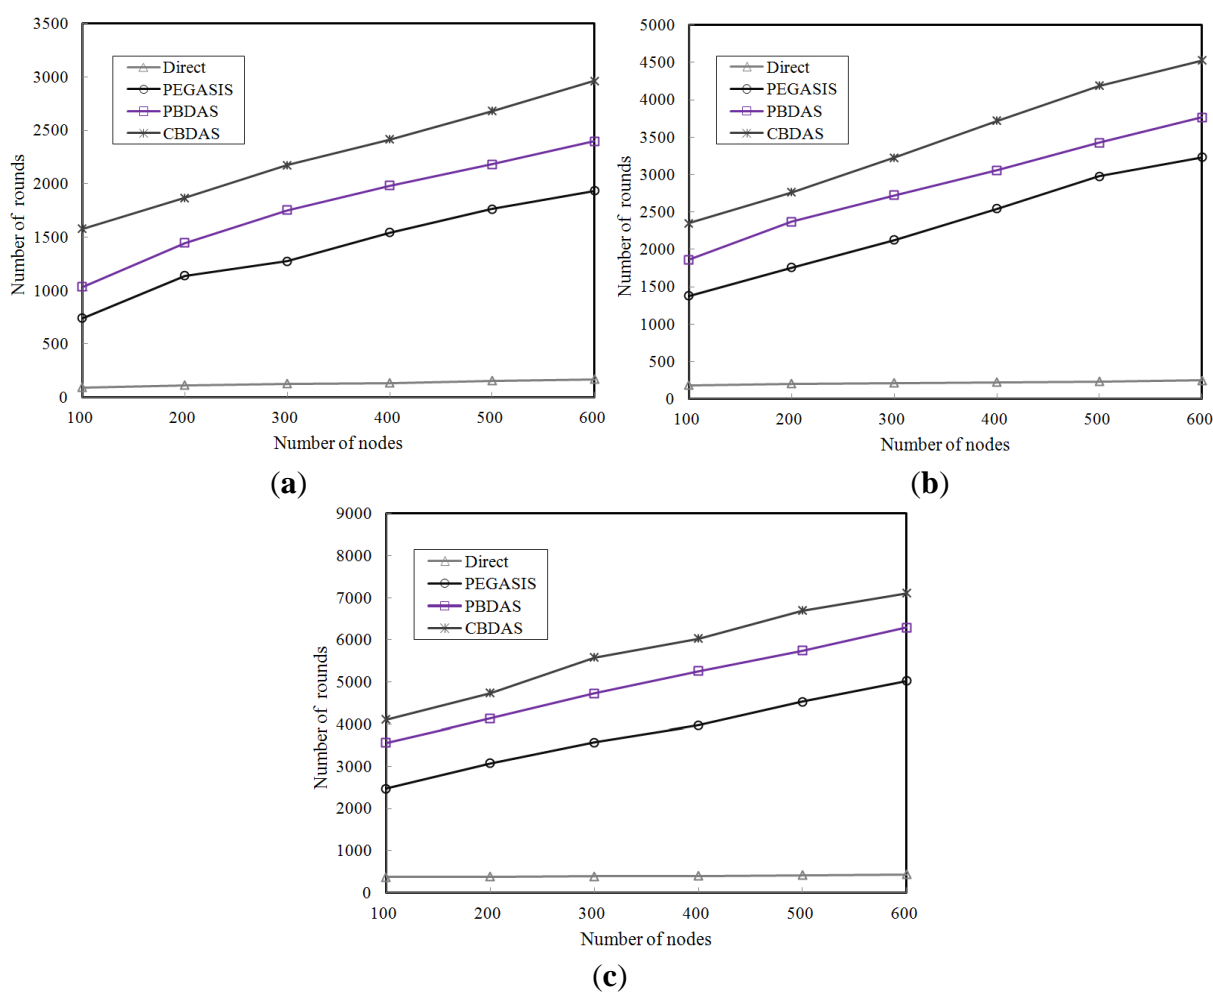 3500
3000
2500
2000
1500
1000
500
0
Number of rounds
Direct
PEGASIS
PBDAS
CBDAS
100 200 300 400 500 600
Number of nodes
(a)
5000
4500
4000
3500
3000
2500
2000
1500
1000
500
0
Number of rounds
Direct
PEGASIS
PBDAS
CBDAS
100 200 300 400 500 600
Number of nodes
(b)
9000
8000
7000
6000
5000
4000
3000
2000
1000
0
Number of rounds
Direct
PEGASIS
PBDAS
CBDAS
100 200 300 400 500 600
Number of nodes
(c)